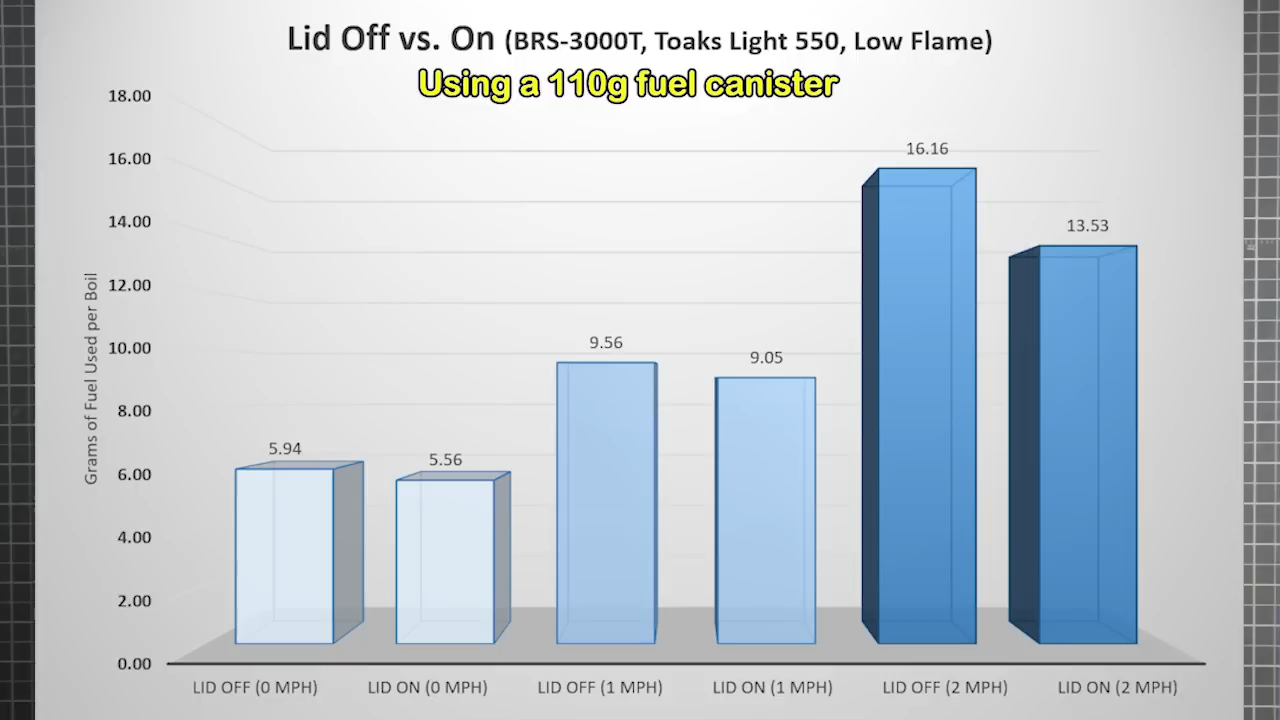 Lid Off vs. On (BRS-3000T, Toaks Light 550, Low Flame)
Using a 110g fuel canister
Grams of Fuel Used per Boil
18.00
16.00
14.00
12.00
10.00
8.00
6.00
4.00
2.00
0.00
5.94
5.56
9.56
9.05
16.16
13.53
LID OFF (0 MPH)
LID ON (0 MPH)
LID OFF (1 MPH)
LID ON (1 MPH)
LID OFF (2 MPH)
LID ON (2 MPH)